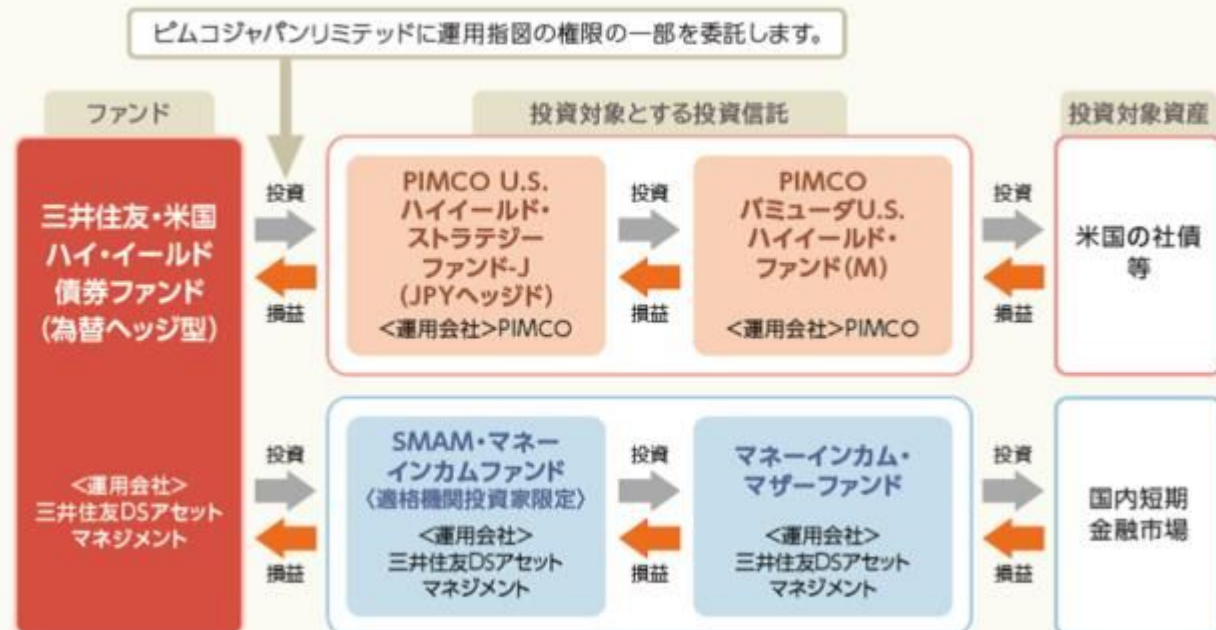 ピムコジャパンリミテッドに運用指図の権限の一部を委託します。
ファンド
投資対象とする投資信託
投資対象資産
三井住友・米国
ハイ・イールド
債券ファンド
(為替ヘッジ型)
<運用会社>
三井住友DSアセット
マネジメント
投資
損益
PIMCO U.S.
ハイイールド・
ストラテジー
ファンド-J
(JPYヘッジド)
<運用会社>PIMCO
投資
損益
PIMCO
バミューダU.S.
ハイイールド・
ファンド(M)
<運用会社>PIMCO
投資
損益
米国の社債
等
投資
損益
SMAM・マネー
インカムファンド
〈適格機関投資家限定〉
<運用会社>
三井住友DSアセット
マネジメント
投資
損益
マネーインカム・
マザーファンド
<運用会社>
三井住友DSアセット
マネジメント
投資
損益
国内短期
金融市場